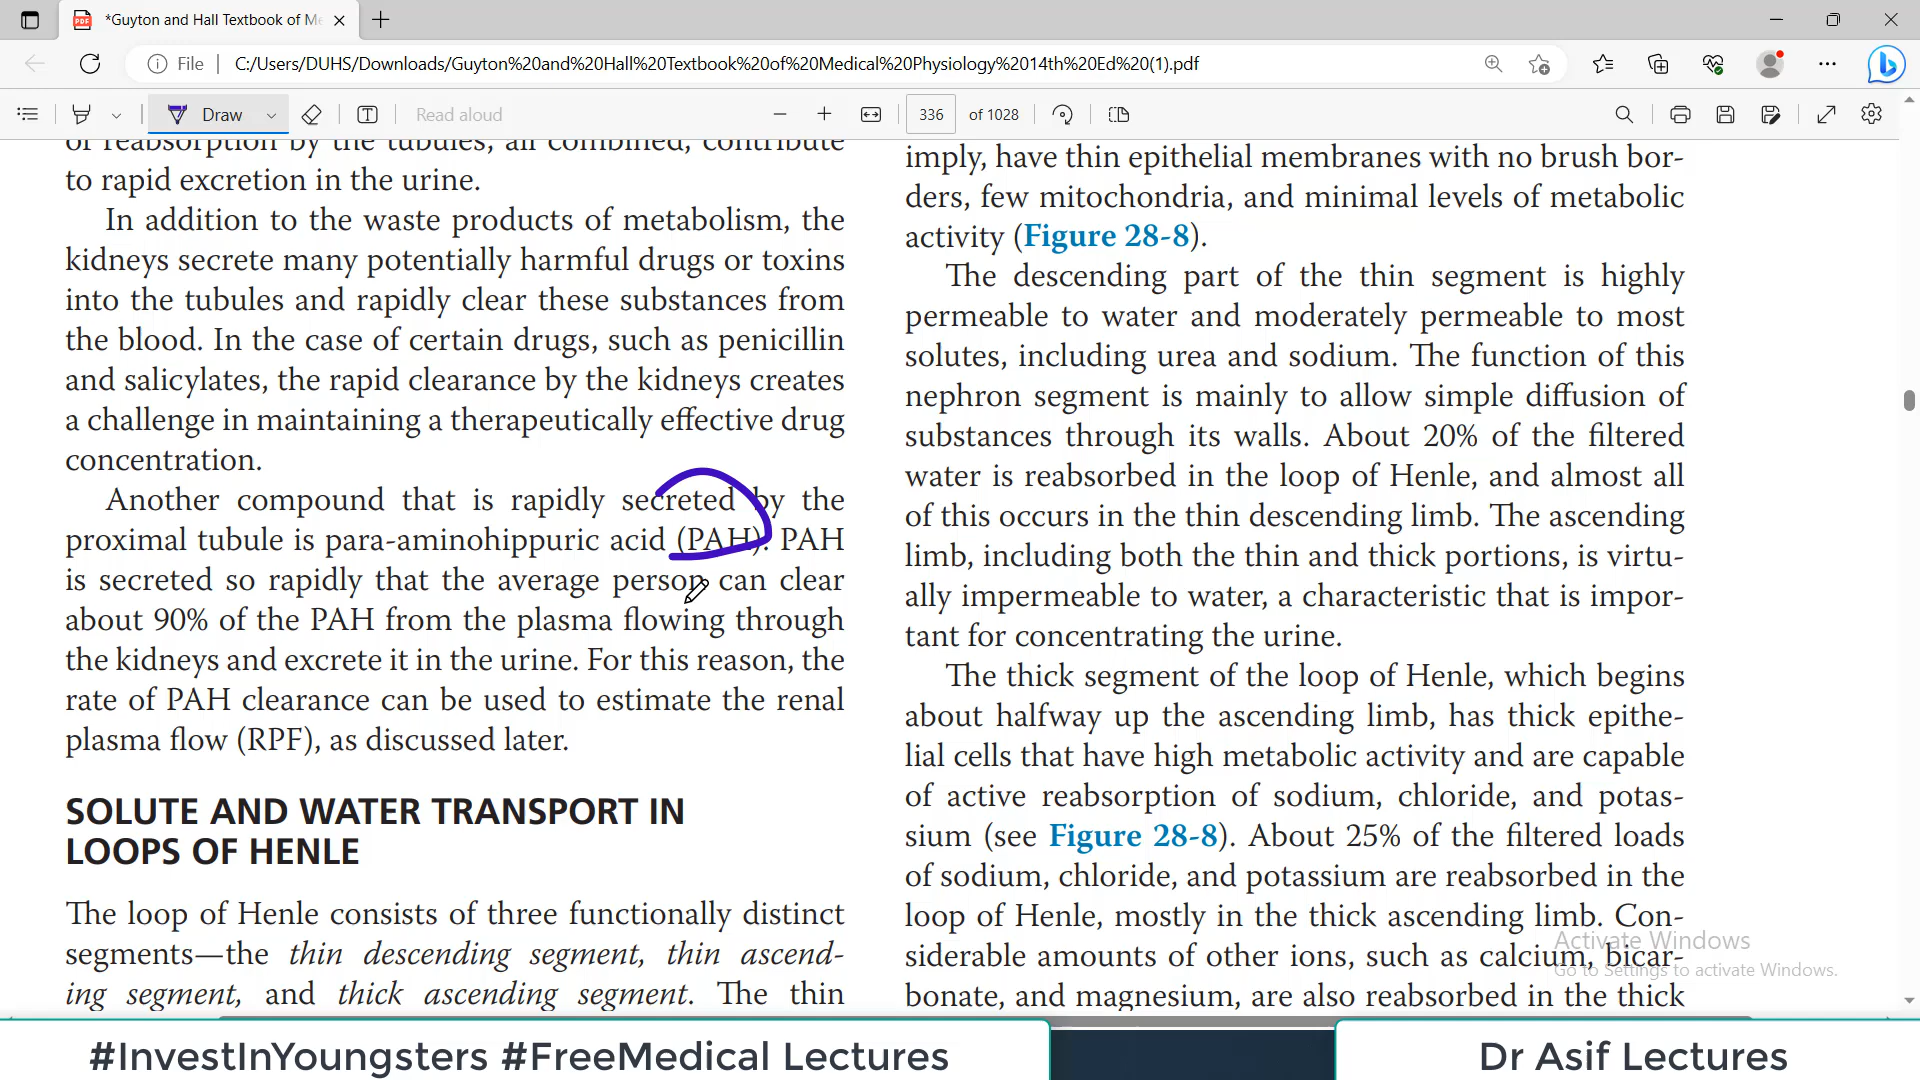 *Guyton and Hall Textbook of Me
File
C:/Users/DUHS/Downloads/Guyton%20and%20Hall%20Textbook%20of%20Medical%20Physiology%2014th%20Ed%20(1).pdf
Draw
Read aloud
336 of 1028
of reabsorption by the tubules, all combined, contribute
to rapid excretion in the urine.
In addition to the waste products of metabolism, the
kidneys secrete many potentially harmful drugs or toxins
into the tubules and rapidly clear these substances from
the blood. In the case of certain drugs, such as penicillin
and salicylates, the rapid clearance by the kidneys creates
a challenge in maintaining a therapeutically effective drug
concentration.
Another compound that is rapidly secreted by the
proximal tubule is para-aminohippuric acid (PAH). PAH
is secreted so rapidly that the average person can clear
about 90% of the PAH from the plasma flowing through
the kidneys and excrete it in the urine. For this reason, the
rate of PAH clearance can be used to estimate the renal
plasma flow (RPF), as discussed later.
SOLUTE AND WATER TRANSPORT IN
LOOPS OF HENLE
The loop of Henle consists of three functionally distinct
segments—the thin descending segment, thin ascend-
ing segment, and thick ascending segment. The thin
imply, have thin epithelial membranes with no brush bor-
ders, few mitochondria, and minimal levels of metabolic
activity (Figure 28-8).
The descending part of the thin segment is highly
permeable to water and moderately permeable to most
solutes, including urea and sodium. The function of this
nephron segment is mainly to allow simple diffusion of
substances through its walls. About 20% of the filtered
water is reabsorbed in the loop of Henle, and almost all
of this occurs in the thin descending limb. The ascending
limb, including both the thin and thick portions, is virtu-
ally impermeable to water, a characteristic that is impor-
tant for concentrating the urine.
The thick segment of the loop of Henle, which begins
about halfway up the ascending limb, has thick epithe-
lial cells that have high metabolic activity and are capable
of active reabsorption of sodium, chloride, and potas-
sium (see Figure 28-8). About 25% of the filtered loads
of sodium, chloride, and potassium are reabsorbed in the
loop of Henle, mostly in the thick ascending limb. Con-
siderable amounts of other ions, such as calcium, bicar-
bonate, and magnesium, are also reabsorbed in the thick
Activate Windows
Go to Settings to activate Windows.
#InvestInYoungsters #FreeMedical Lectures
Dr Asif Lectures